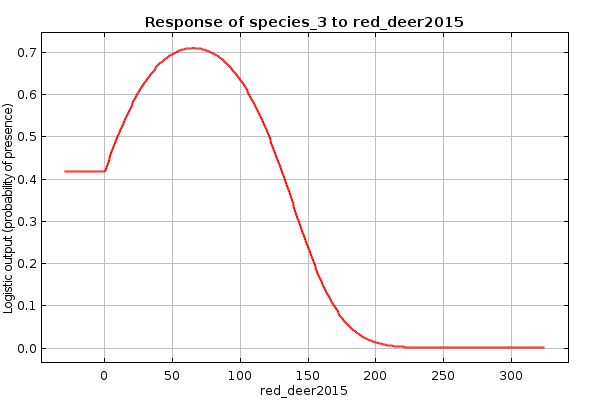 Response of species_3 to red_deer2015
Logistic output (probability of presence)
0.7
0.6
0.5
0.4
0.3
0.2
0.1
0.0
0 50 100 150 200 250 300
red_deer2015